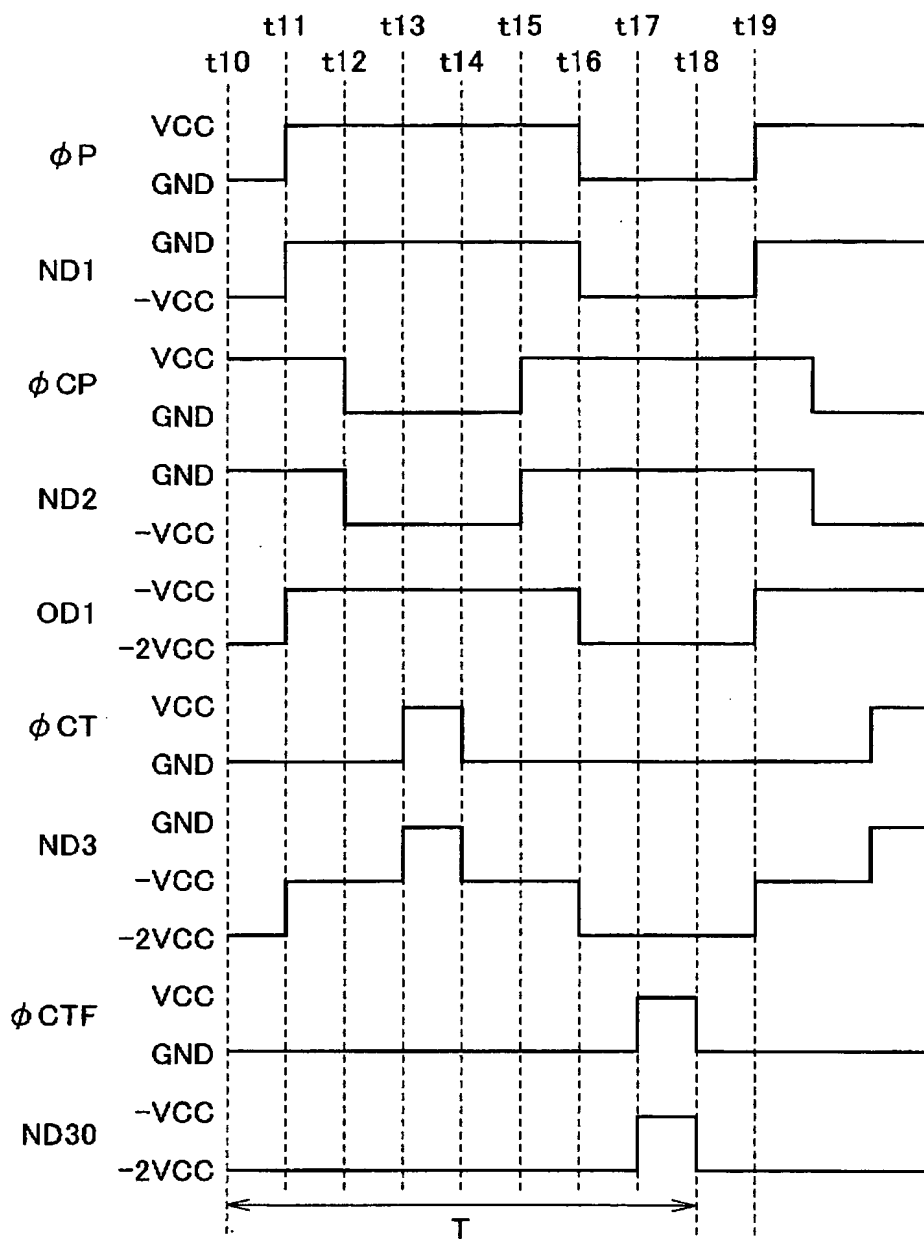 t11 t13 t15 t17 t19
t10 t12 t14 t16 t18
VCC
ϕP
GND
GND
ND1
-VCC
VCC
ϕCP
GND
GND
ND2
-VCC
-VCC
OD1
-2VCC
VCC
ϕCT
GND
GND
ND3
-VCC
-2VCC
VCC
ϕCTF
GND
-VCC
ND30
-2VCC
T